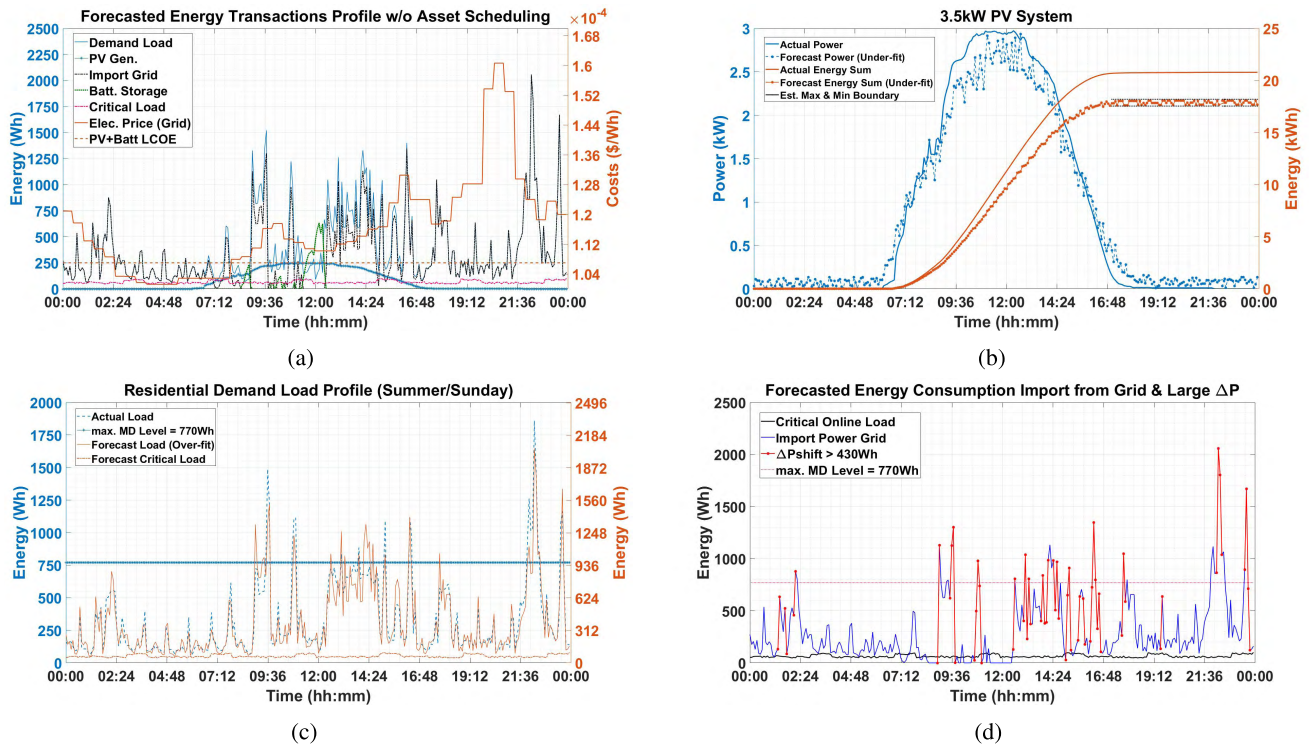 Forecasted Energy Transactions Profile w/o Asset Scheduling
×10⁻⁴
2500
2250
2000
1750
1500
1250
1000
750
500
250
0
Energy (Wh)
Demand Load
PV Gen.
Import Grid
Batt. Storage
Critical Load
Elec. Price (Grid)
PV+Batt LCOE
1.68
1.6
1.52
1.44
1.36
1.28
1.2
1.12
1.04
Costs ($/Wh)
00:00 02:24 04:48 07:12 09:36 12:00 14:24 16:48 19:12 21:36 00:00
Time (hh:mm)
(a)
3.5kW PV System
3
2.5
2
1.5
1
0.5
0
Power (kW)
Actual Power
Forecast Power (Under-fit)
Actual Energy Sum
Forecast Energy Sum (Under-fit)
Est. Max & Min Boundary
25
20
15
10
5
0
Energy (kWh)
00:00 02:24 04:48 07:12 09:36 12:00 14:24 16:48 19:12 21:36 00:00
Time (hh:mm)
(b)
Residential Demand Load Profile (Summer/Sunday)
2000
1750
1500
1250
1000
750
500
250
0
Energy (Wh)
Actual Load
max. MD Level = 770Wh
Forecast Load (Over-fit)
Forecast Critical Load
2496
2184
1872
1560
1248
936
624
312
0
Energy (Wh)
00:00 02:24 04:48 07:12 09:36 12:00 14:24 16:48 19:12 21:36 00:00
Time (hh:mm)
(c)
Forecasted Energy Consumption Import from Grid & Large ΔP
2500
2000
1500
1000
500
0
Energy (Wh)
Critical Online Load
Import Power Grid
ΔPshift > 430Wh
max. MD Level = 770Wh
00:00 02:24 04:48 07:12 09:36 12:00 14:24 16:48 19:12 21:36 00:00
Time (hh:mm)
(d)